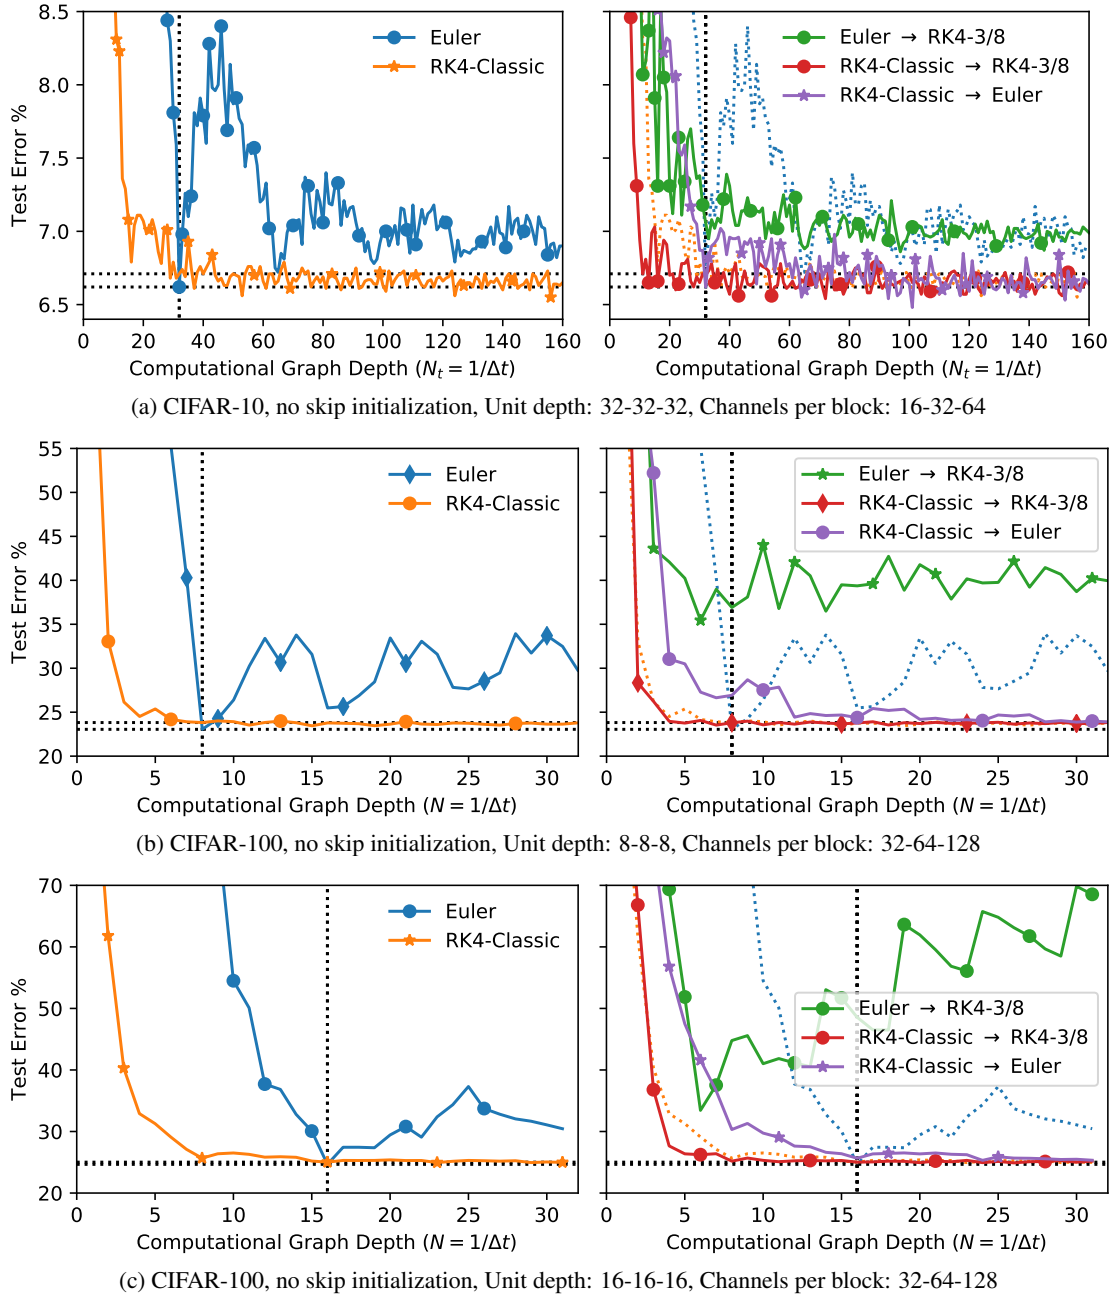 8.5
8.0
7.5
7.0
6.5
Test Error %
0 20 40 60 80 100 120 140 160
Computational Graph Depth (Nₜ = 1/Δt)
Euler
RK4-Classic
0 20 40 60 80 100 120 140 160
Computational Graph Depth (Nₜ = 1/Δt)
Euler → RK4-3/8
RK4-Classic → RK4-3/8
RK4-Classic → Euler
(a) CIFAR-10, no skip initialization, Unit depth: 32-32-32, Channels per block: 16-32-64
55
50
45
40
35
30
25
20
Test Error %
0 5 10 15 20 25 30
Computational Graph Depth (N = 1/Δt)
Euler
RK4-Classic
0 5 10 15 20 25 30
Computational Graph Depth (N = 1/Δt)
Euler → RK4-3/8
RK4-Classic → RK4-3/8
RK4-Classic → Euler
(b) CIFAR-100, no skip initialization, Unit depth: 8-8-8, Channels per block: 32-64-128
70
60
50
40
30
20
Test Error %
0 5 10 15 20 25 30
Computational Graph Depth (N = 1/Δt)
Euler
RK4-Classic
0 5 10 15 20 25 30
Computational Graph Depth (N = 1/Δt)
Euler → RK4-3/8
RK4-Classic → RK4-3/8
RK4-Classic → Euler
(c) CIFAR-100, no skip initialization, Unit depth: 16-16-16, Channels per block: 32-64-128